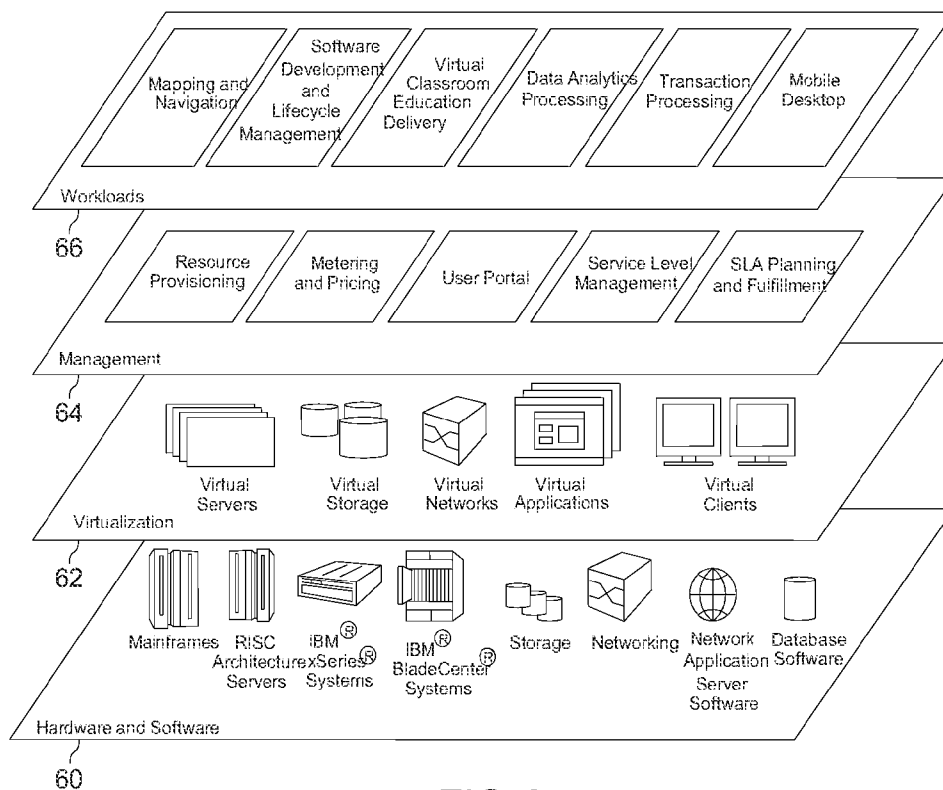 Mapping and
Navigation
Software
Development
and
Lifecycle
Management
Virtual
Classroom
Education
Delivery
Data Analytics
Processing
Transaction
Processing
Mobile
Desktop
Workloads
66
Resource
Provisioning
Metering
and Pricing
User Portal
Service Level
Management
SLA Planning
and Fulfillment
Management
64
Virtual
Servers
Virtual
Storage
Virtual
Networks
Virtual
Applications
Virtual
Clients
Virtualization
62
Mainframes
RISC
Architecture
Servers
IBM®
xSeries®
Systems
IBM®
BladeCenter®
Systems
Storage
Networking
Network
Application
Server
Software
Database
Software
Hardware and Software
60